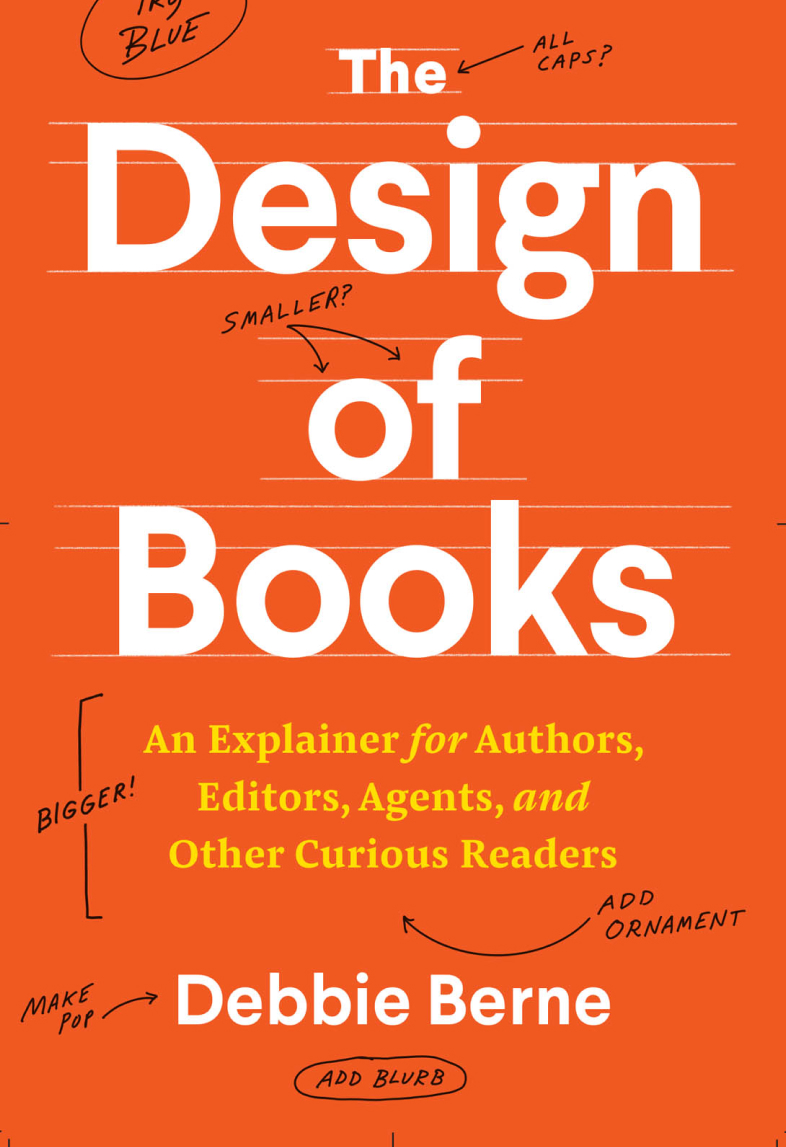 TRY
BLUE
The
ALL
CAPS?
Design
SMALLER?
of
Books
An Explainer for Authors,
Editors, Agents, and
Other Curious Readers
BIGGER!
ADD
ORNAMENT
MAKE
POP
Debbie Berne
ADD BLURB